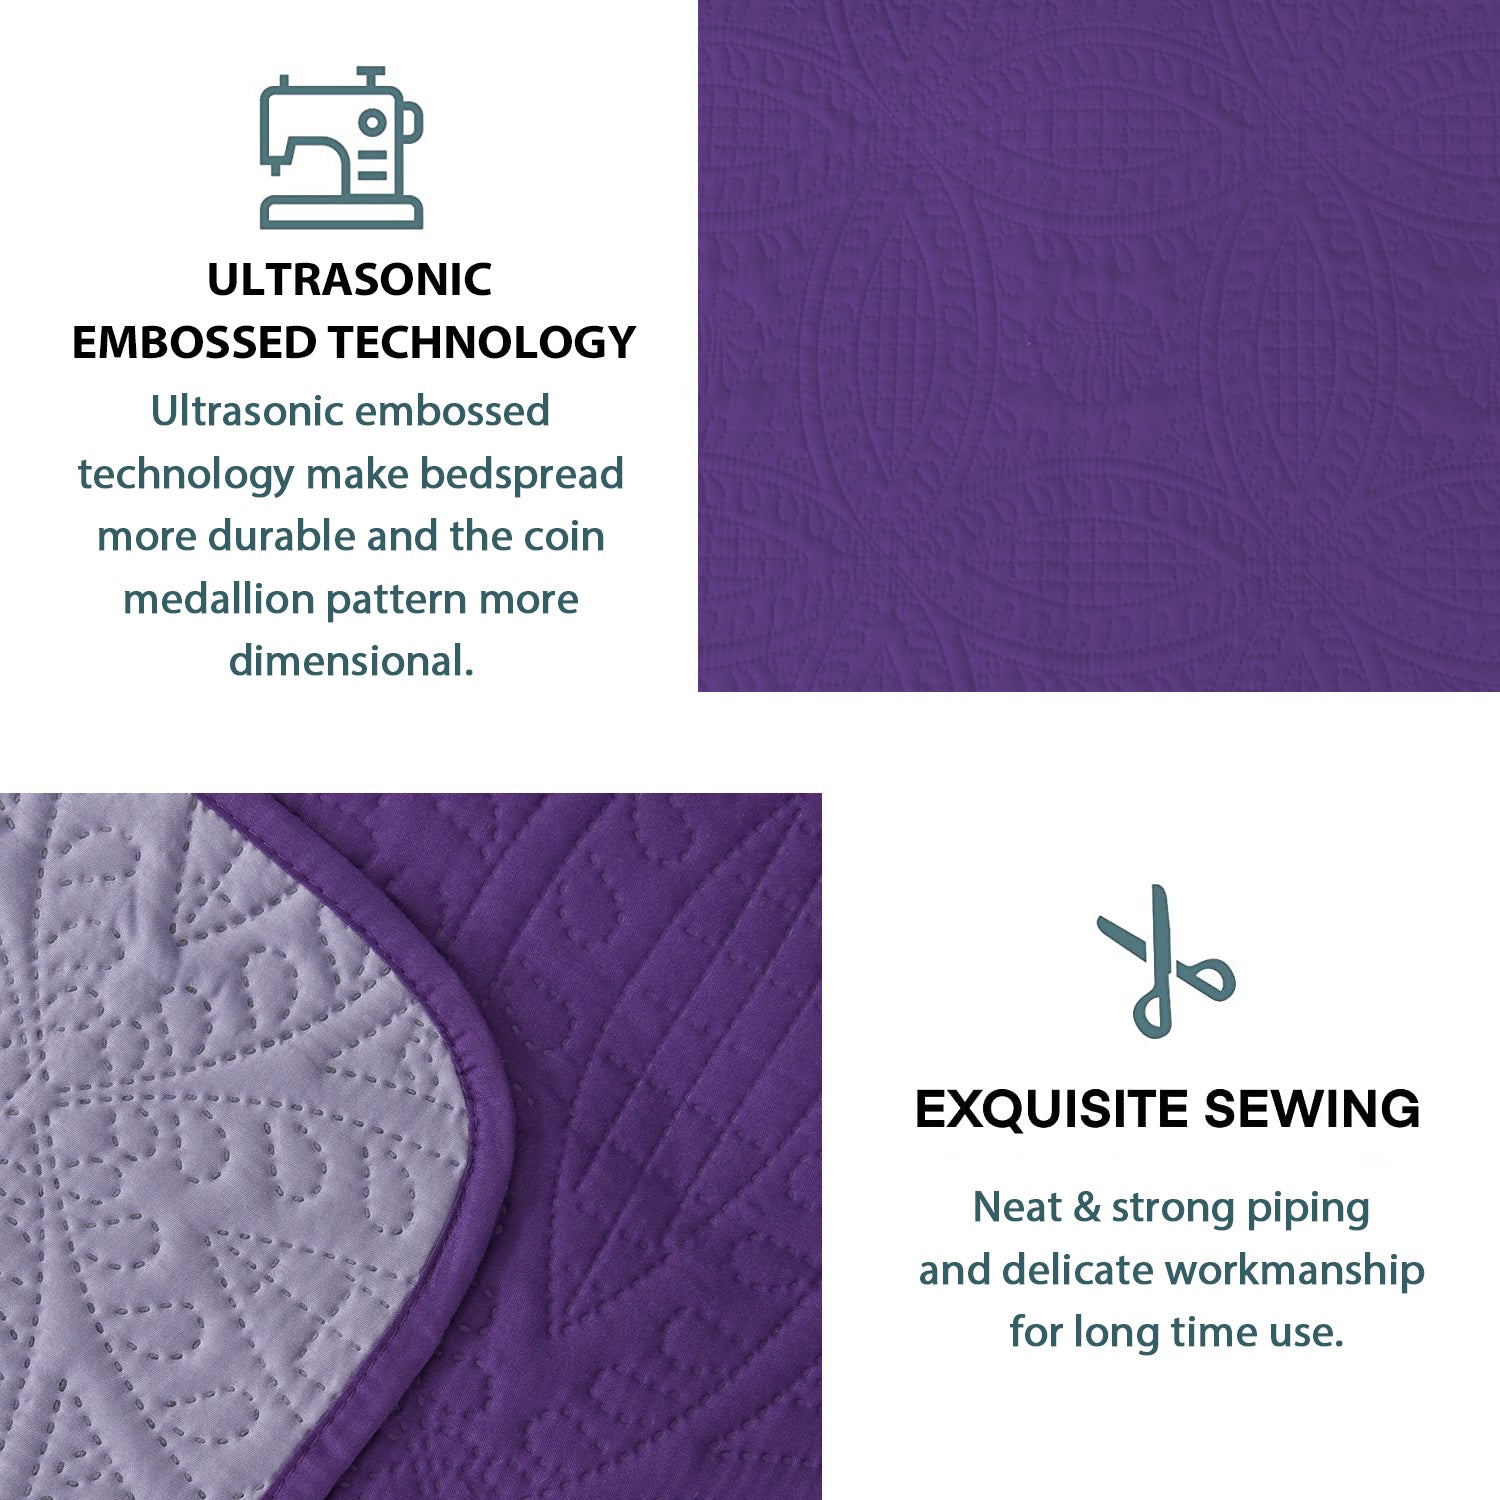 ULTRASONIC
EMBOSSED TECHNOLOGY
Ultrasonic embossed
technology make bedspread
more durable and the coin
medallion pattern more
dimensional.
EXQUISITE SEWING
Neat & strong piping
and delicate workmanship
for long time use.